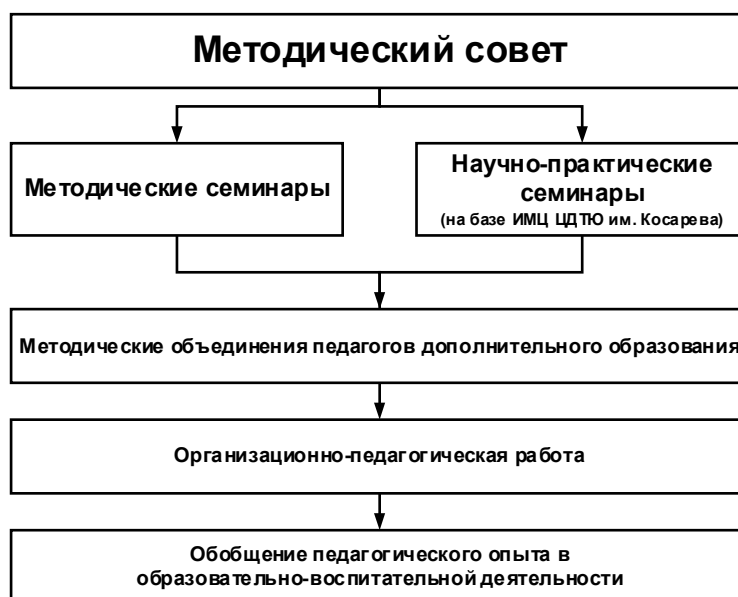 Методический совет
Методические семинары
Научно-практические
семинары
(на базе ИМЦ ЦДТЮ им. Косарева)
Методические объединения педагогов дополнительного образования
Организационно-педагогическая работа
Обобщение педагогического опыта в
образовательно-воспитательной деятельности